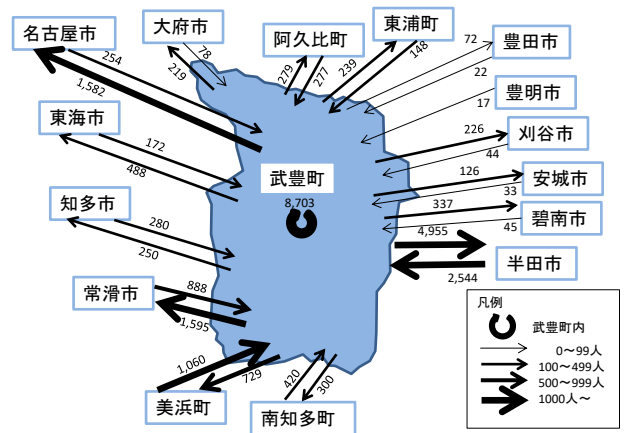 名古屋市
大府市
阿久比町
東浦町
豊田市
豊明市
刈谷市
安城市
碧南市
半田市
東海市
知多市
常滑市
美浜町
南知多町
武豊町
8,703
254
1,582
78
219
279
277
239
148
72
22
17
226
44
126
33
337
45
4,955
2,544
172
488
280
250
888
1,595
1,060
729
420
300
凡例
武豊町内
0～99人
100～499人
500～999人
1000人～